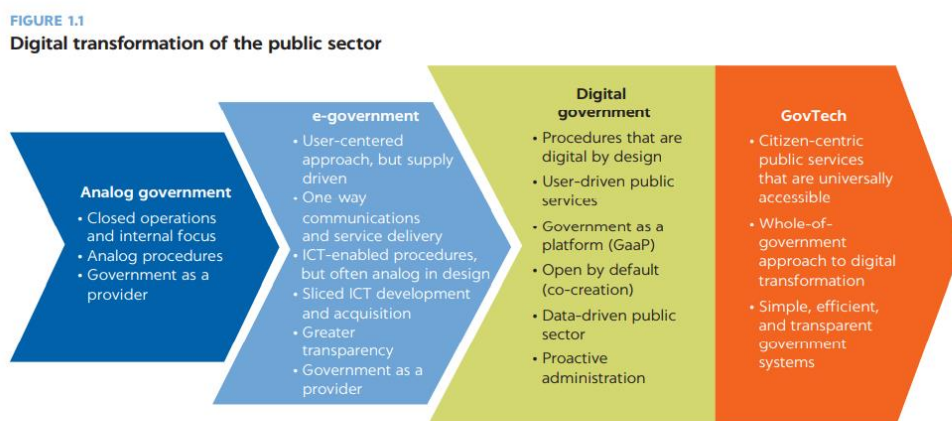 FIGURE 1.1
Digital transformation of the public sector
Analog government
• Closed operations
and internal focus
• Analog procedures
• Government as a
provider
e-government
• User-centered
approach, but supply
driven
• One way
communications
and service delivery
• ICT-enabled procedures,
but often analog in design
• Sliced ICT development
and acquisition
• Greater
transparency
• Government as a
provider
Digital
government
• Procedures that are
digital by design
• User-driven public
services
• Government as a
platform (GaaP)
• Open by default
(co-creation)
• Data-driven public
sector
• Proactive
administration
GovTech
• Citizen-centric
public services
that are universally
accessible
• Whole-of-
government
approach to digital
transformation
• Simple, efficient,
and transparent
government
systems